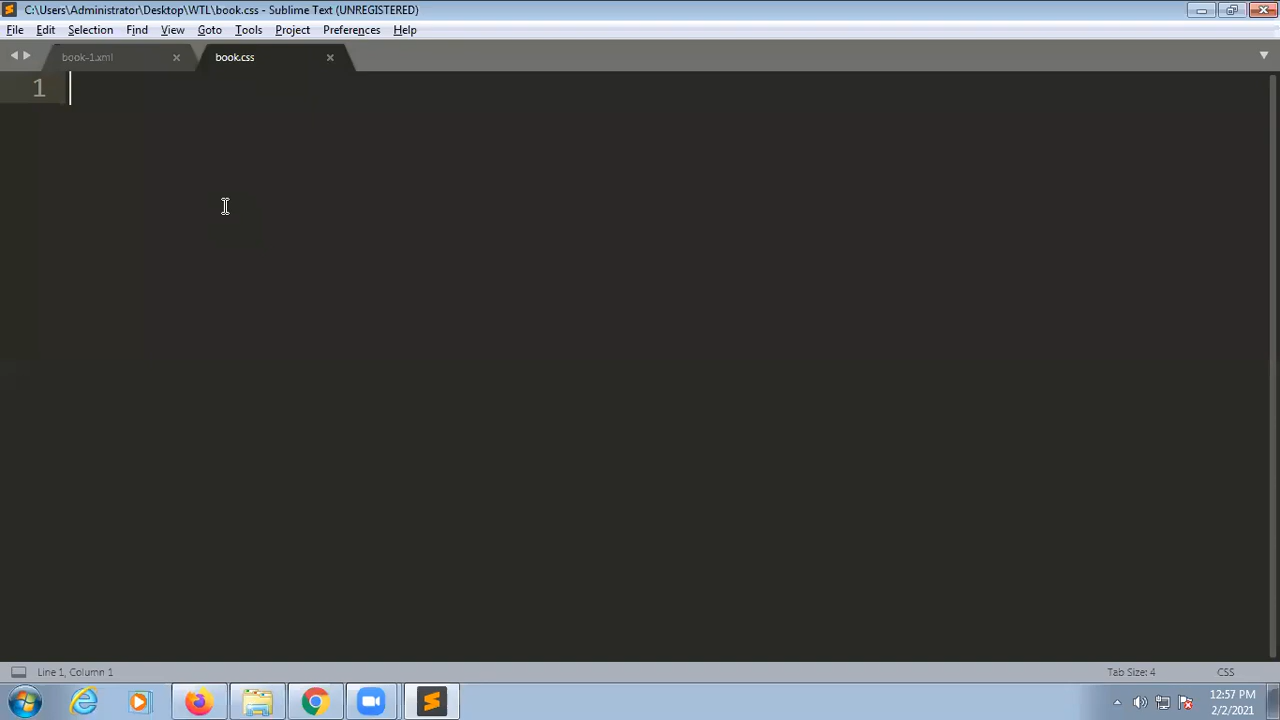 C:\Users\Administrator\Desktop\WTL\book.css - Sublime Text (UNREGISTERED)
File Edit Selection Find View Goto Tools Project Preferences Help
book-1.xml book.css
1
Line 1, Column 1 Tab Size: 4 CSS
12:57 PM
2/2/2021